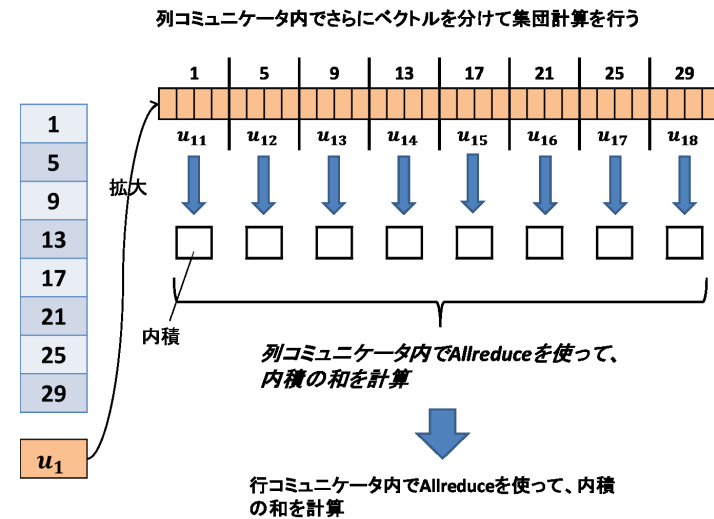 列コミュニケータ内でさらにベクトルを分けて集団計算を行う
1 5 9 13 17 21 25 29
u11 u12 u13 u14 u15 u16 u17 u18
1
5
9
13
17
21
25
29
u1
拡大
内積
列コミュニケータ内でAllreduceを使って、
内積の和を計算
行コミュニケータ内でAllreduceを使って、内積
の和を計算